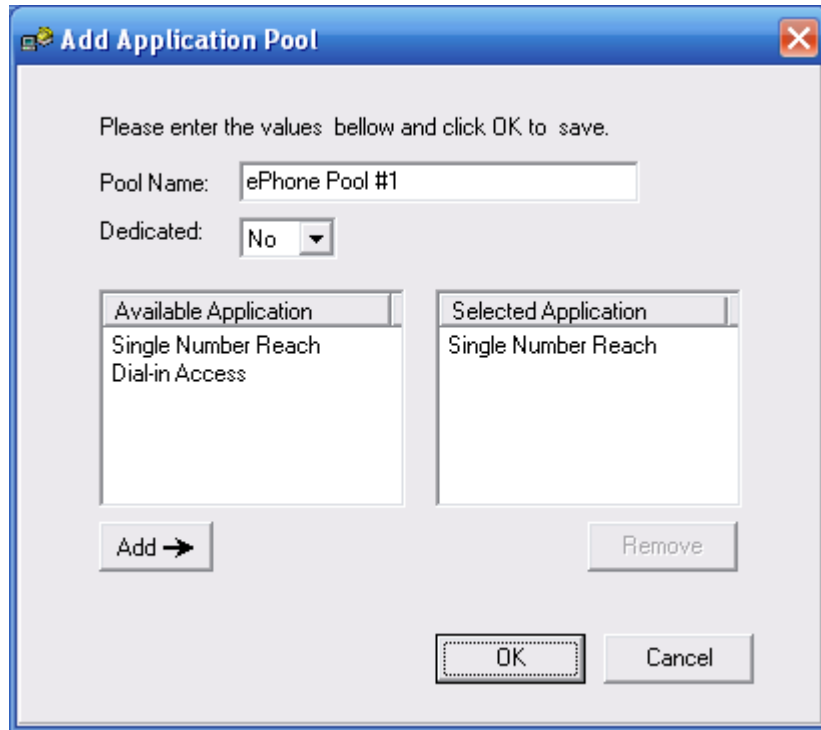 Add Application Pool
Please enter the values bellow and click OK to save.
Pool Name: ePhone Pool #1
Dedicated: No
Available Application Selected Application
Single Number Reach Single Number Reach
Dial-in Access
Add Remove
OK Cancel